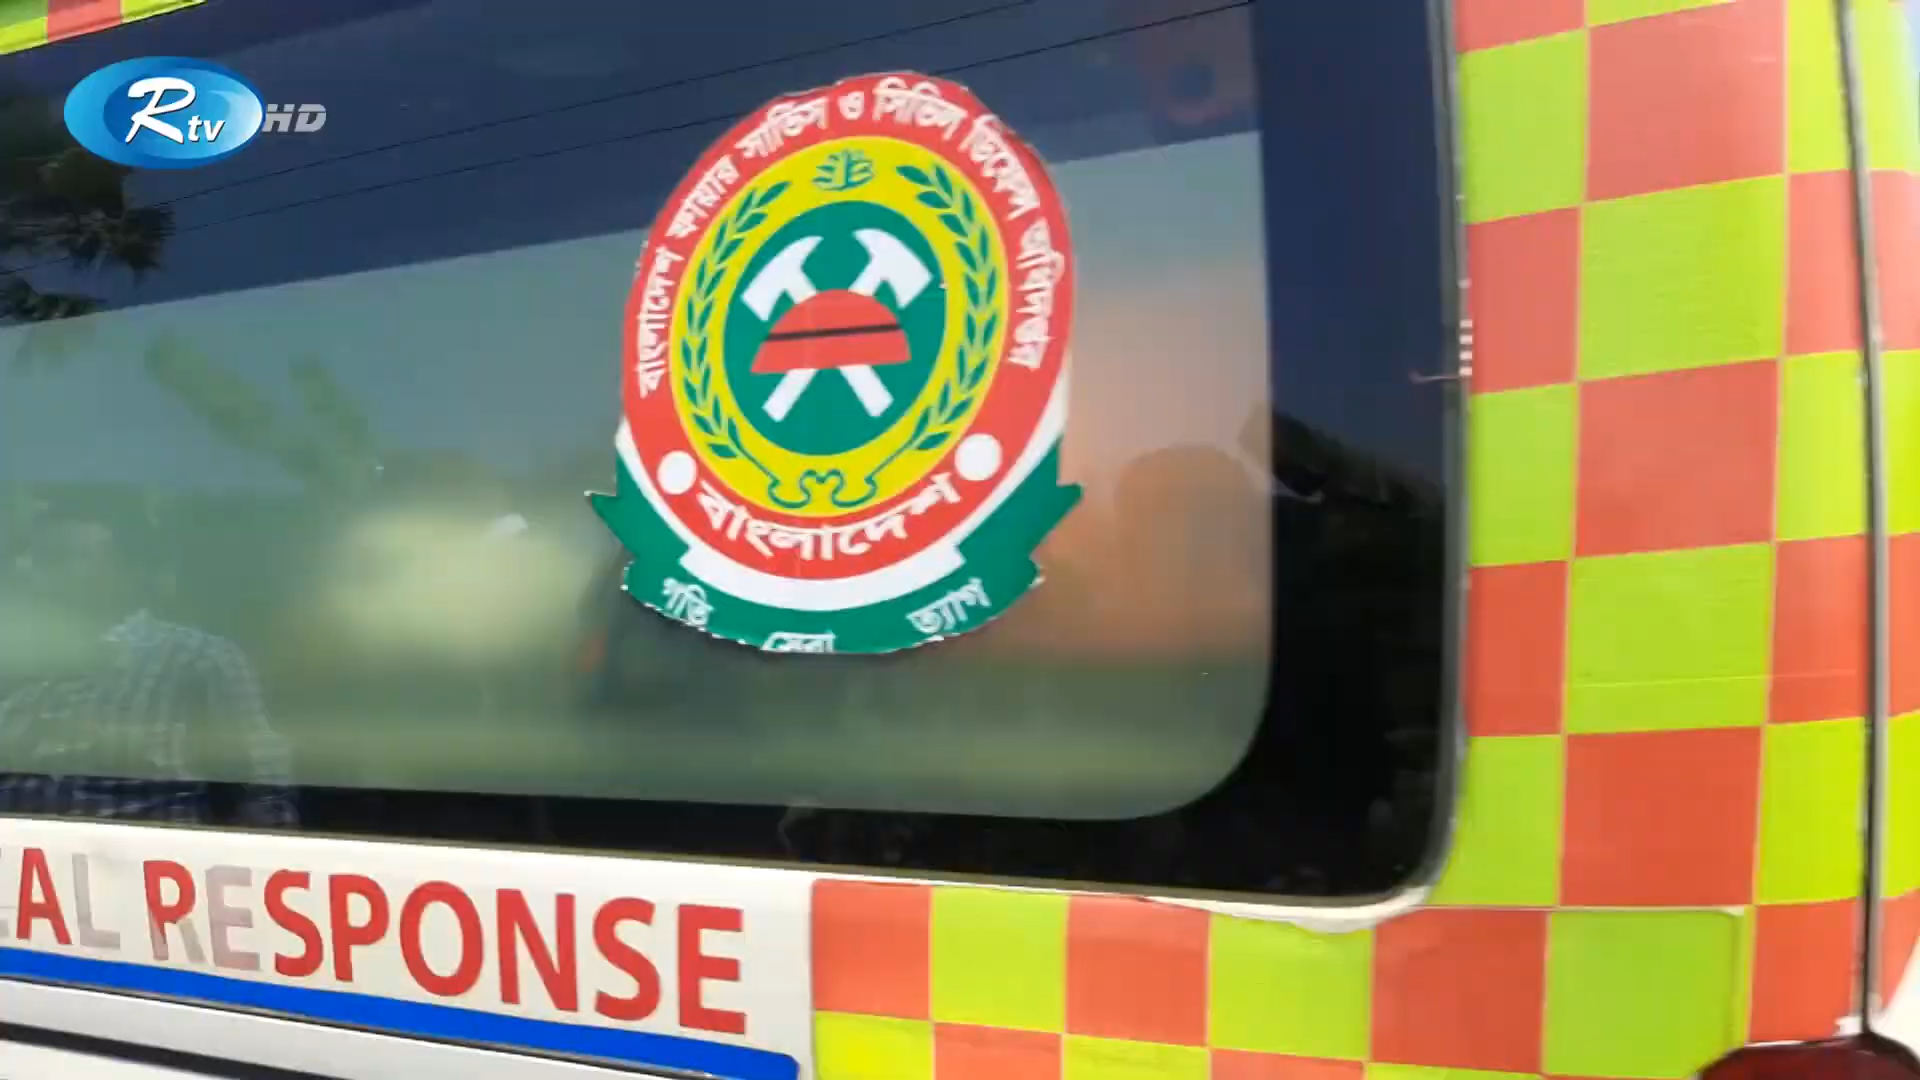 Rtv HD
বাংলাদেশ ফায়ার সার্ভিস ও সিভিল ডিফেন্স অধিদপ্তর
বাংলাদেশ
গতি সেবা ত্যাগ
AL RESPONSE